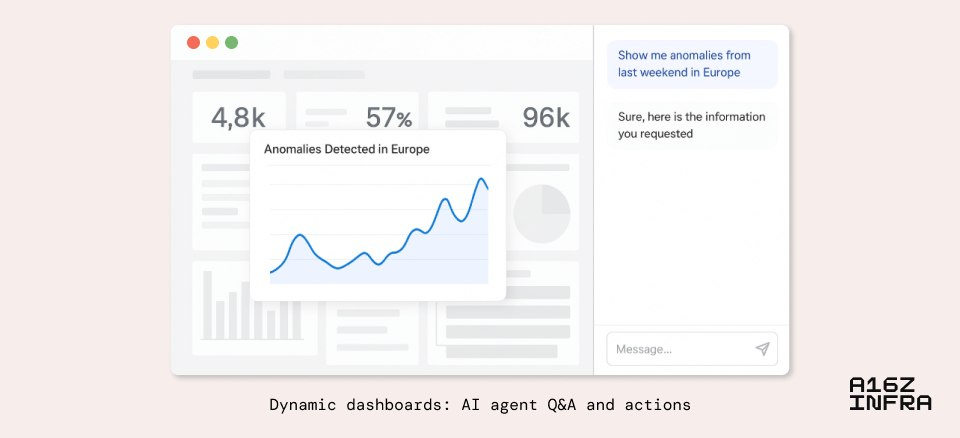 4,8k
57%
96k
Anomalies Detected in Europe
Show me anomalies from
last weekend in Europe
Sure, here is the information
you requested
Message...
Dynamic dashboards: AI agent Q&A and actions
A16Z
INFRA